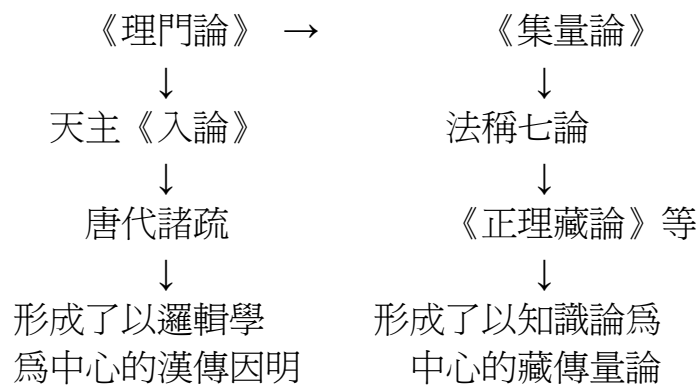 《理門論》 → 《集量論》
↓ ↓
天主《入論》 法稱七論
↓ ↓
唐代諸疏 《正理藏論》等
↓ ↓
形成了以邏輯學 形成了以知識論爲
爲中心的漢傳因明 中心的藏傳量論